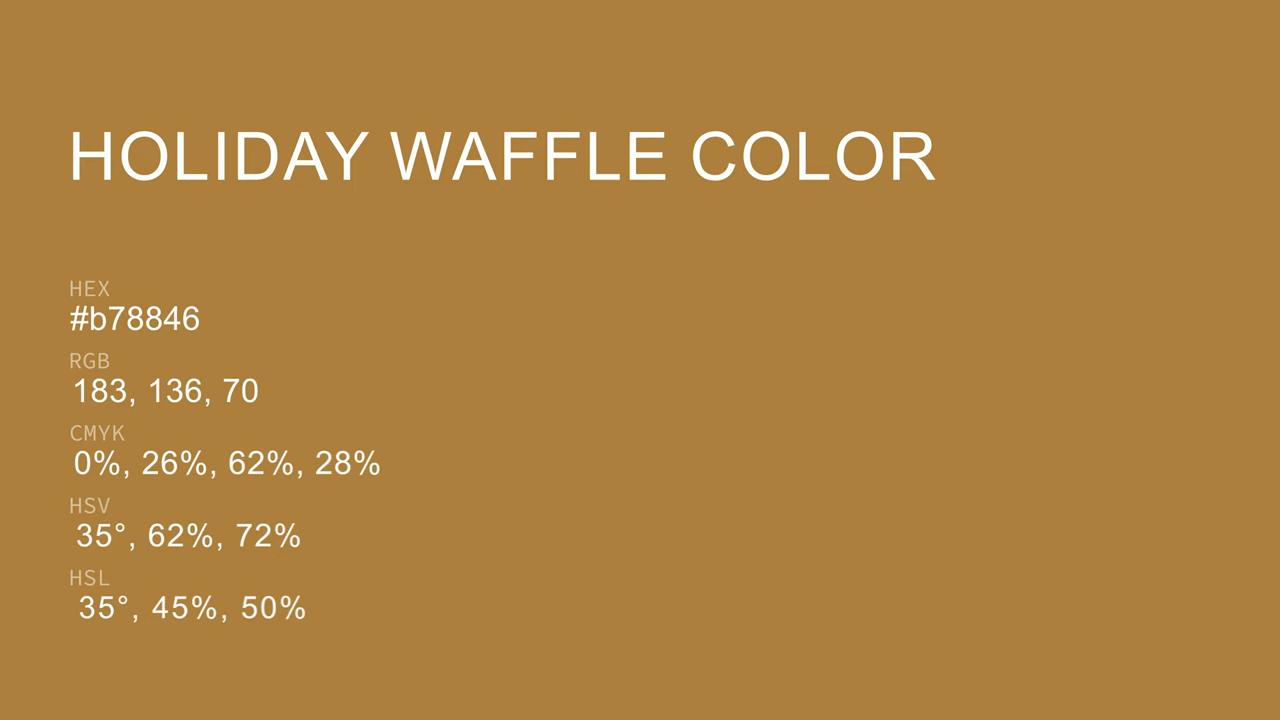 HOLIDAY WAFFLE COLOR
HEX
#b78846
RGB
183, 136, 70
CMYK
0%, 26%, 62%, 28%
HSV
35°, 62%, 72%
HSL
35°, 45%, 50%